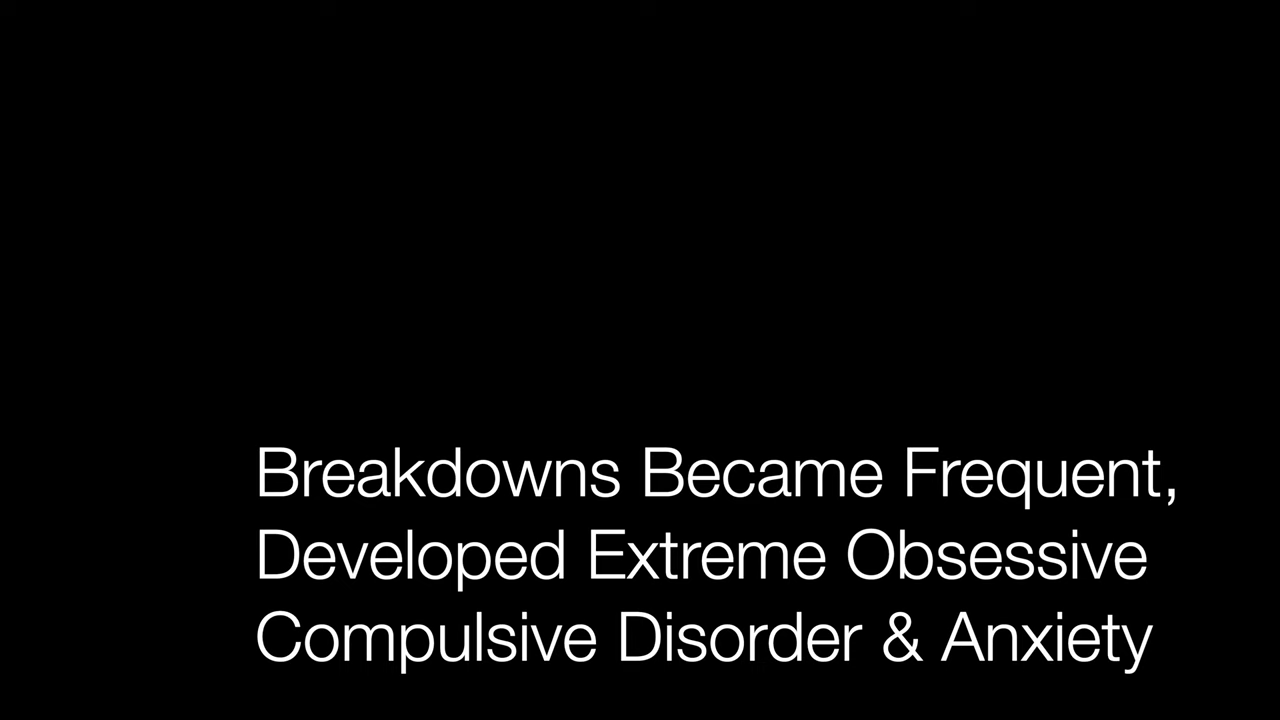 Breakdowns Became Frequent,
Developed Extreme Obsessive
Compulsive Disorder & Anxiety